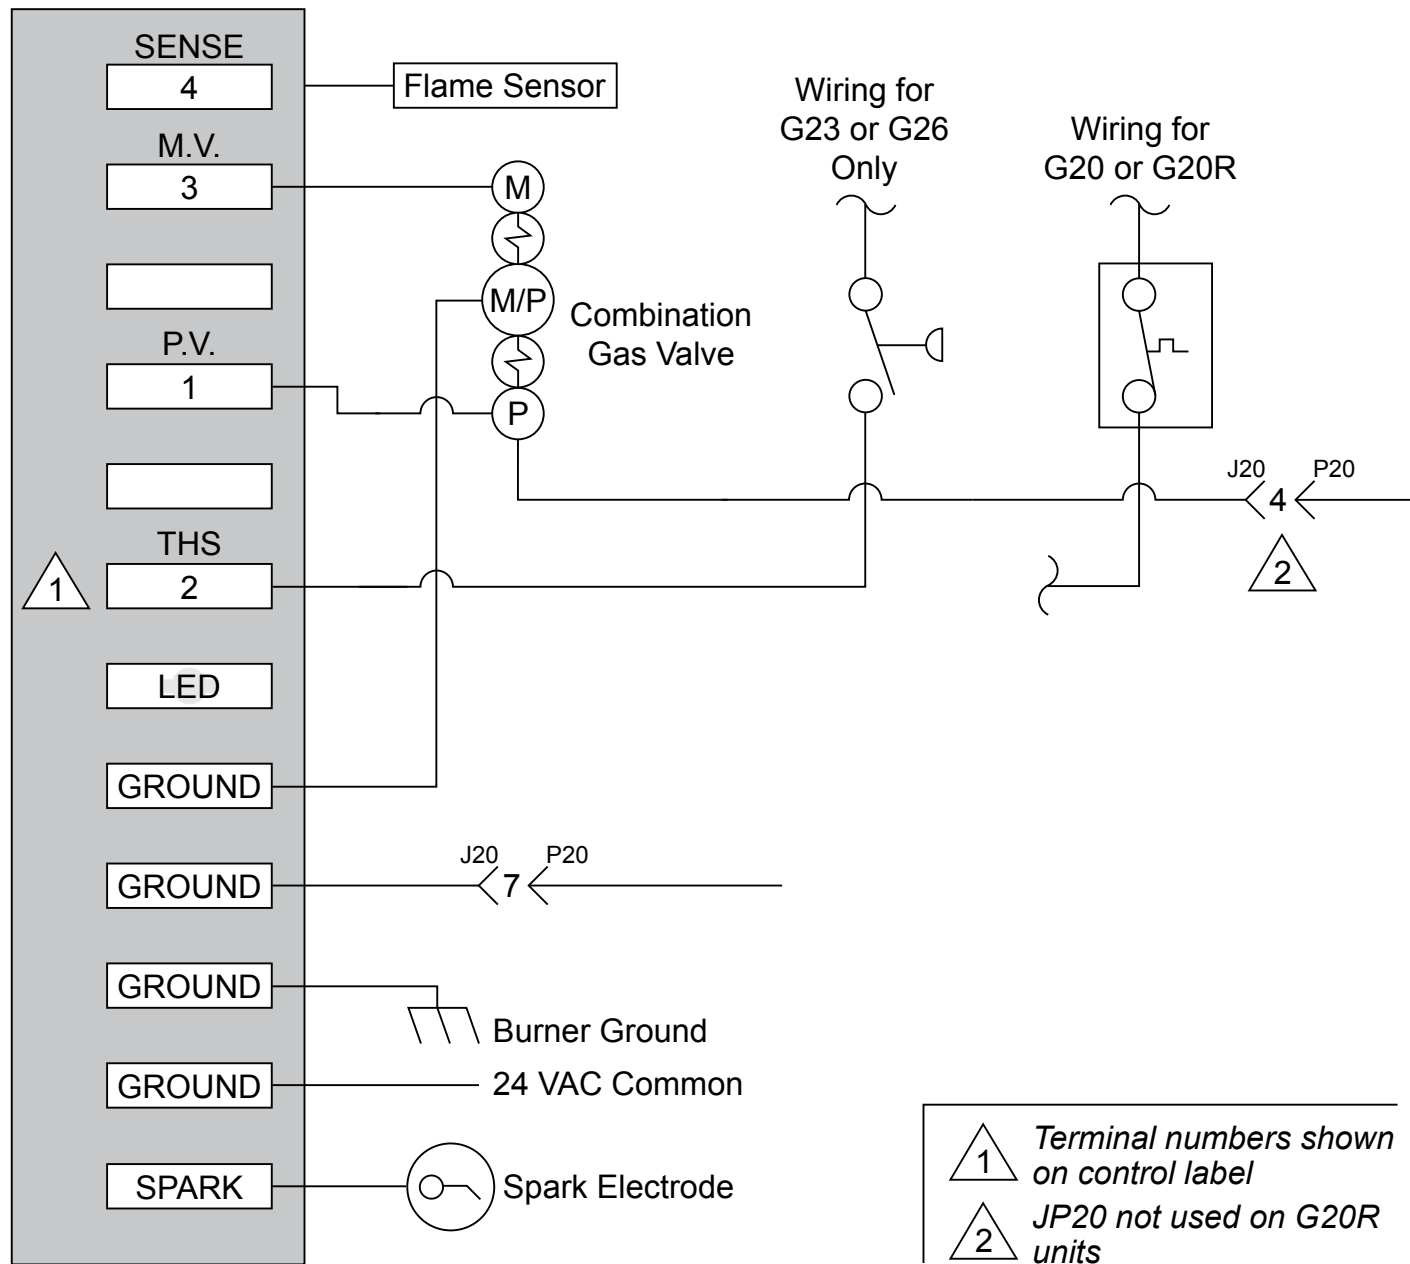 SENSE
4
Flame Sensor
Wiring for
G23 or G26
Only
Wiring for
G20 or G20R
M.V.
3
M
M/P
Combination
Gas Valve
P.V.
1
P
J20
4
P20
THS
1
2
2
LED
GROUND
J20
P20
GROUND
7
GROUND
Burner Ground
GROUND
24 VAC Common
SPARK
Spark Electrode
1
Terminal numbers shown
on control label
2
JP20 not used on G20R
units